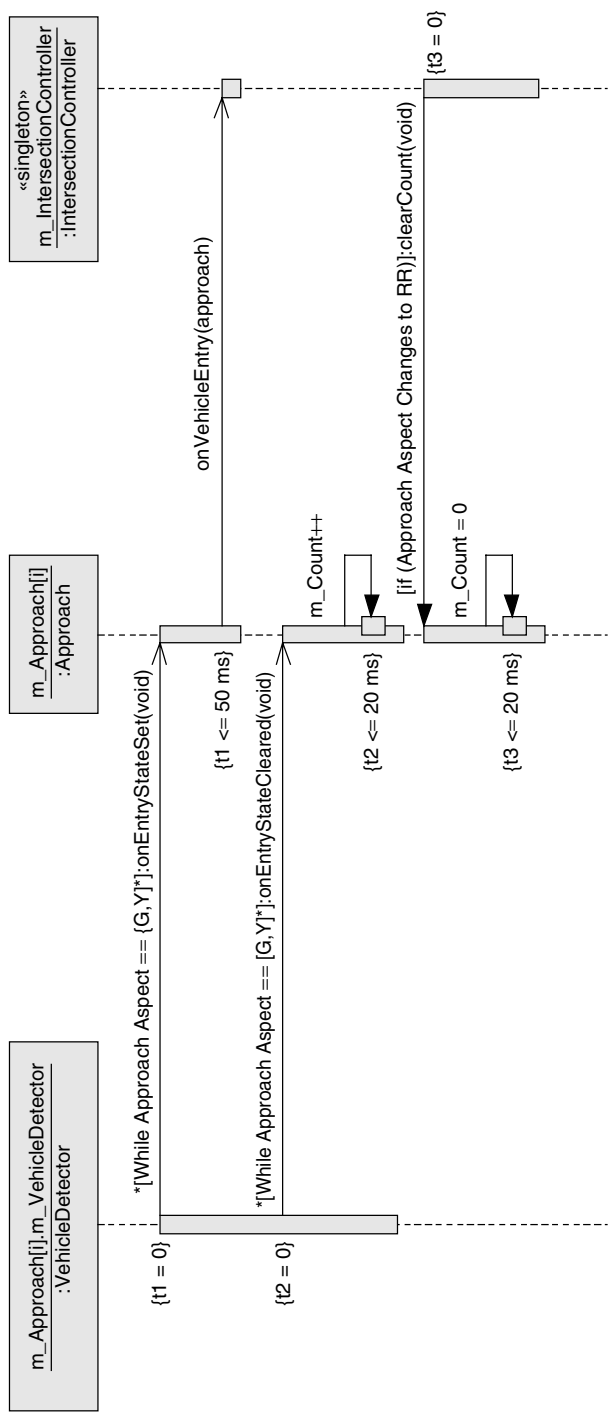 m_Approach[i].m_VehicleDetector
:VehicleDetector
m_Approach[i]
:Approach
«singleton»
m_IntersectionController
:IntersectionController
{t1 = 0}
*[While Approach Aspect == {G,Y]*]:onEntryStateSet(void)
{t1 <= 50 ms}
onVehicleEntry(approach)
{t2 = 0}
*[While Approach Aspect == [G,Y]*]:onEntryStateCleared(void)
m_Count++
{t2 <= 20 ms}
[if (Approach Aspect Changes to RR)]:clearCount(void)
{t3 = 0}
m_Count = 0
{t3 <= 20 ms}